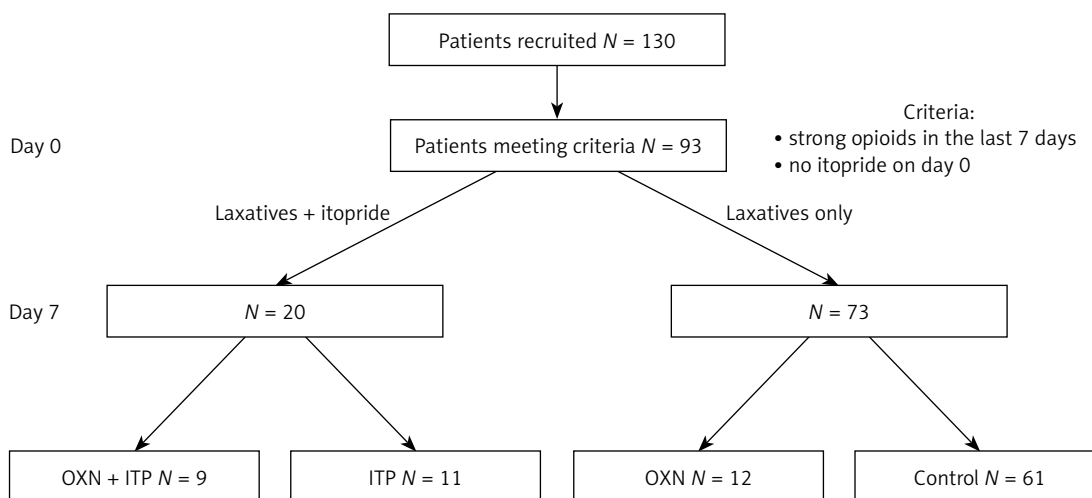 Patients recruited N = 130
Day 0
Patients meeting criteria N = 93
Criteria:
• strong opioids in the last 7 days
• no itopride on day 0
Laxatives + itopride
Laxatives only
Day 7
N = 20
N = 73
OXN + ITP N = 9
ITP N = 11
OXN N = 12
Control N = 61